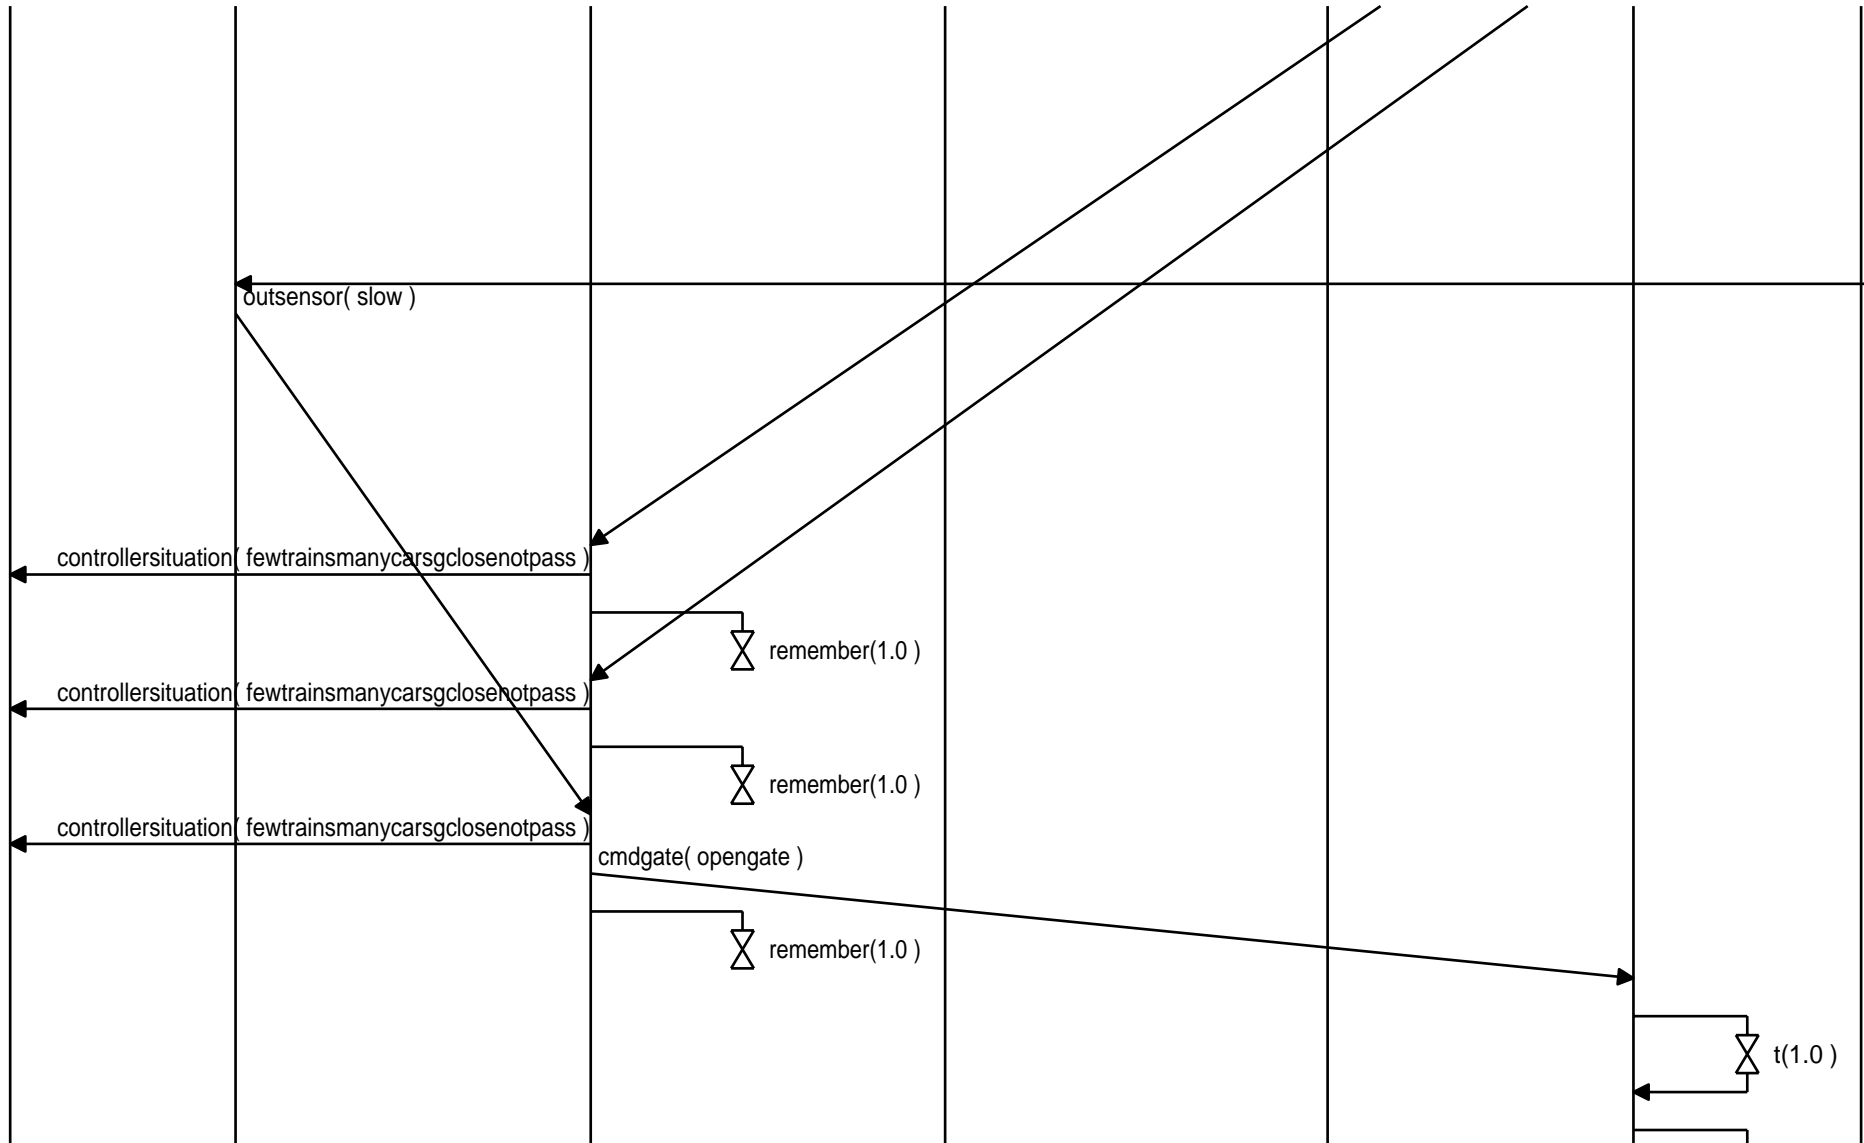 outsensor( slow )
controllersituation( fewtrainsmanycarsgclosenotpass )
remember(1.0 )
controllersituation( fewtrainsmanycarsgclosenotpass )
remember(1.0 )
controllersituation( fewtrainsmanycarsgclosenotpass )
cmdgate( opengate )
remember(1.0 )
t(1.0 )